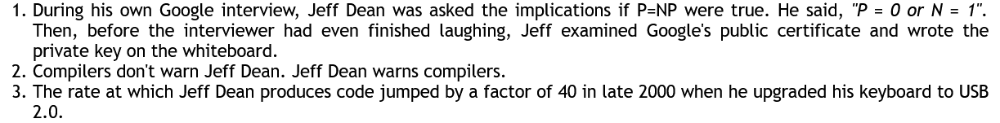 1. During his own Google interview, Jeff Dean was asked the implications if P=NP were true. He said, "P = 0 or N = 1".
Then, before the interviewer had even finished laughing, Jeff examined Google's public certificate and wrote the
private key on the whiteboard.
2. Compilers don't warn Jeff Dean. Jeff Dean warns compilers.
3. The rate at which Jeff Dean produces code jumped by a factor of 40 in late 2000 when he upgraded his keyboard to USB
2.0.